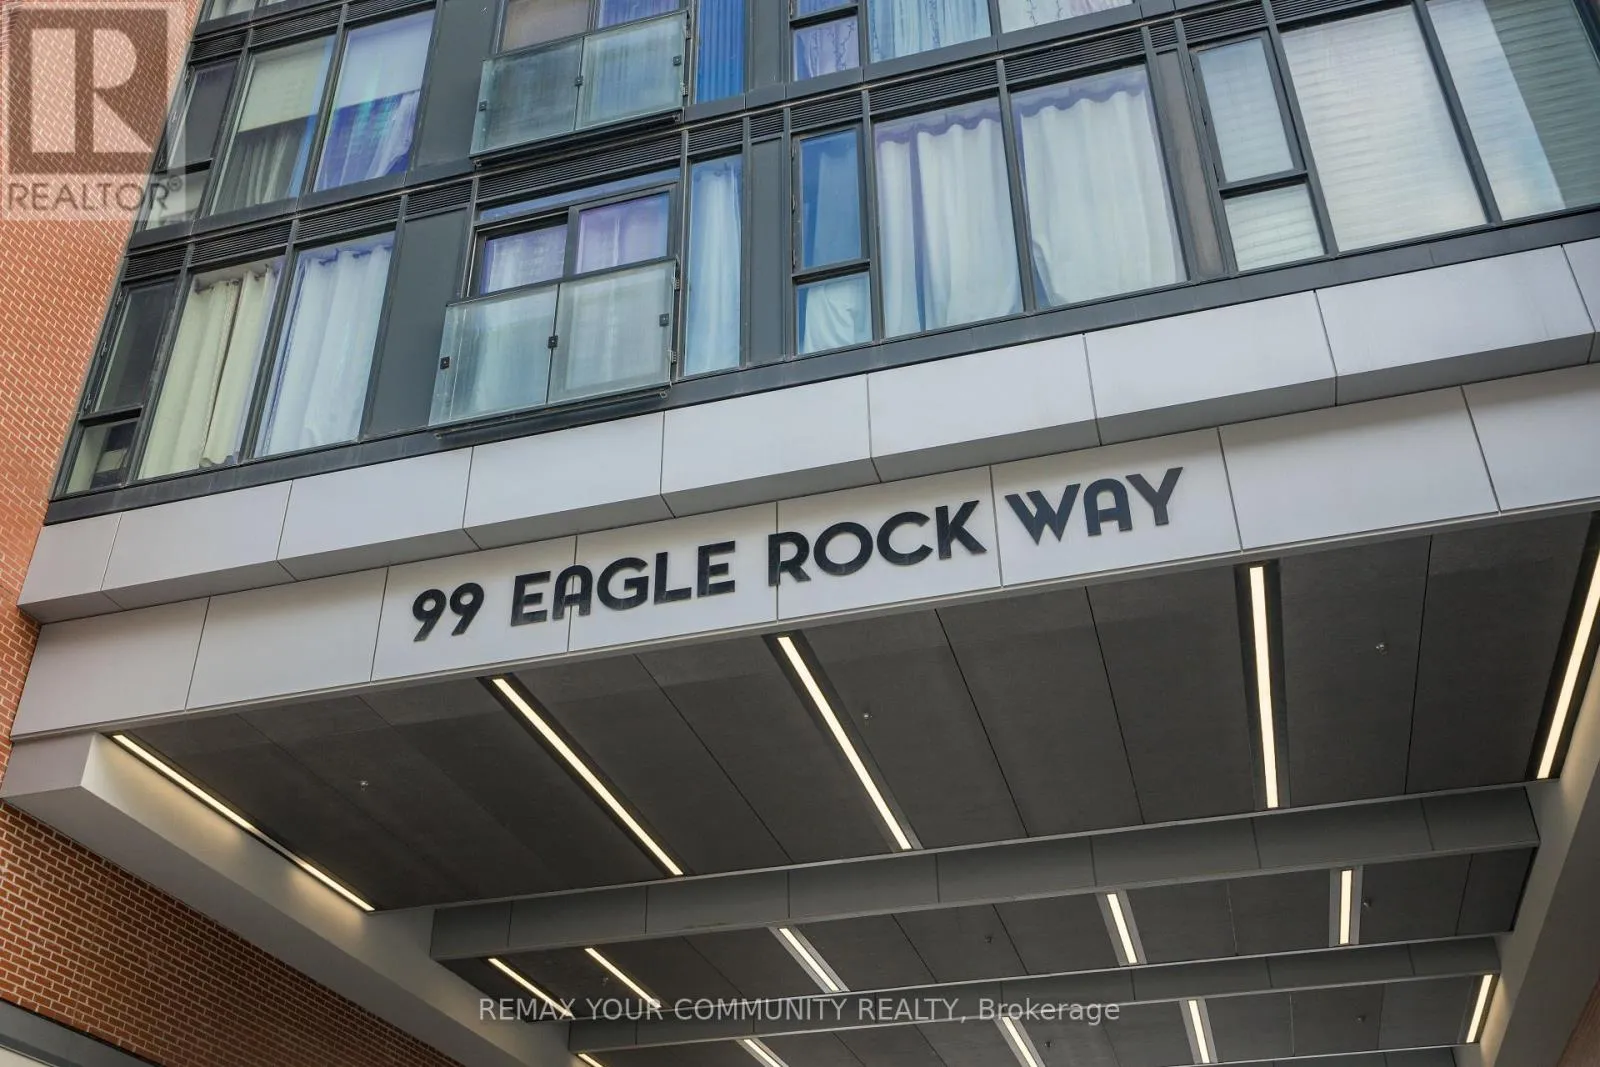 R
REALTOR®
99 EAGLE ROCK WAY
REMAX YOUR COMMUNITY REALTY, Brokerage